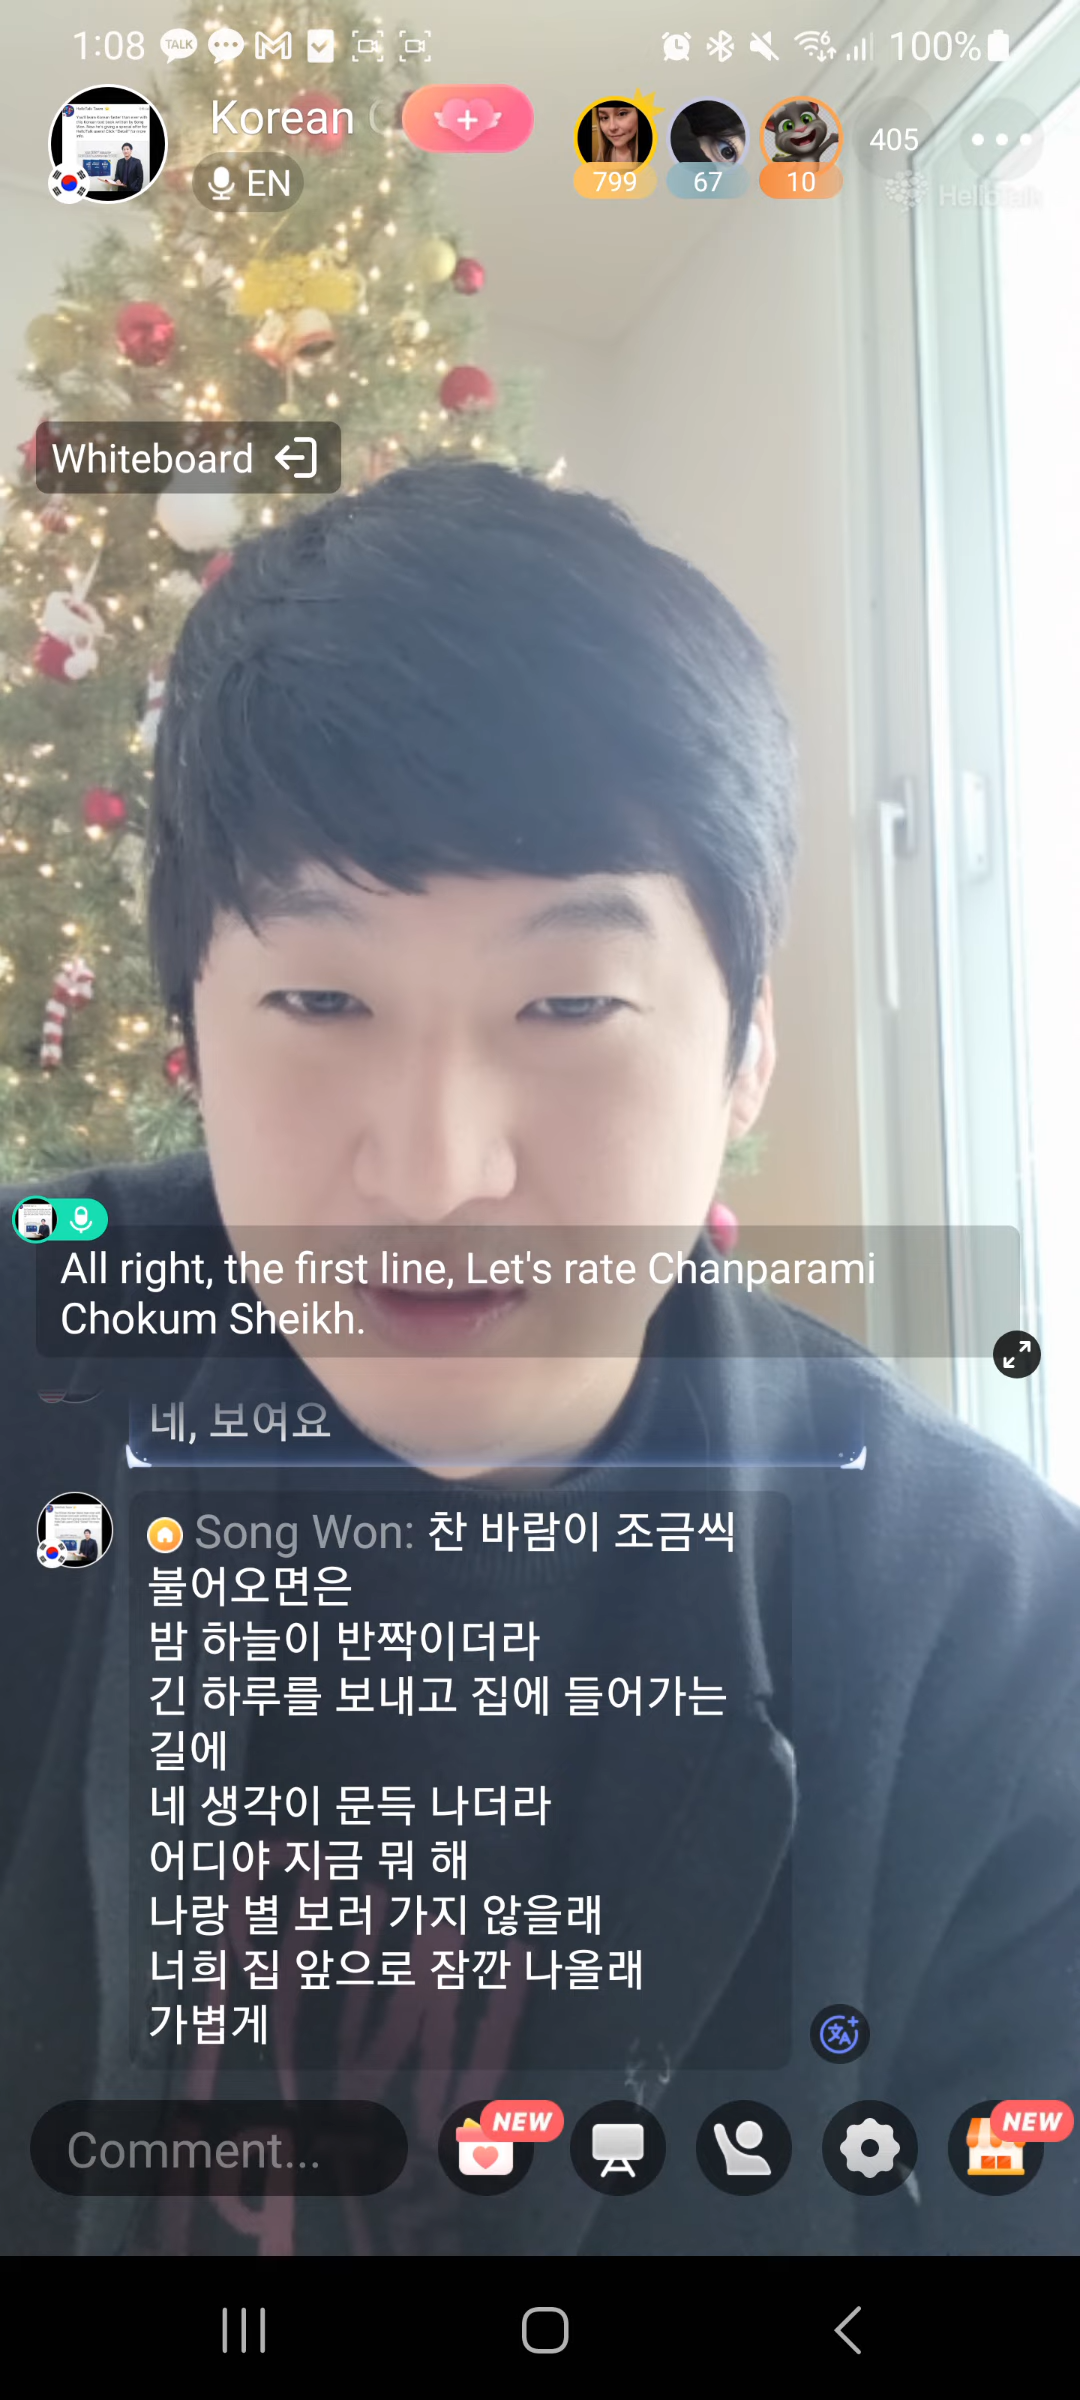 1:08
TALK
100%
Korean
EN
799
67
10
405
HelloTalk
Whiteboard
All right, the first line, Let's rate Chanparami
Chokum Sheikh.
네, 보여요
Song Won: 찬 바람이 조금씩
불어오면은
밤 하늘이 반짝이더라
긴 하루를 보내고 집에 들어가는
길에
네 생각이 문득 나더라
어디야 지금 뭐 해
나랑 별 보러 가지 않을래
너희 집 앞으로 잠깐 나올래
가볍게
Comment...
NEW
NEW